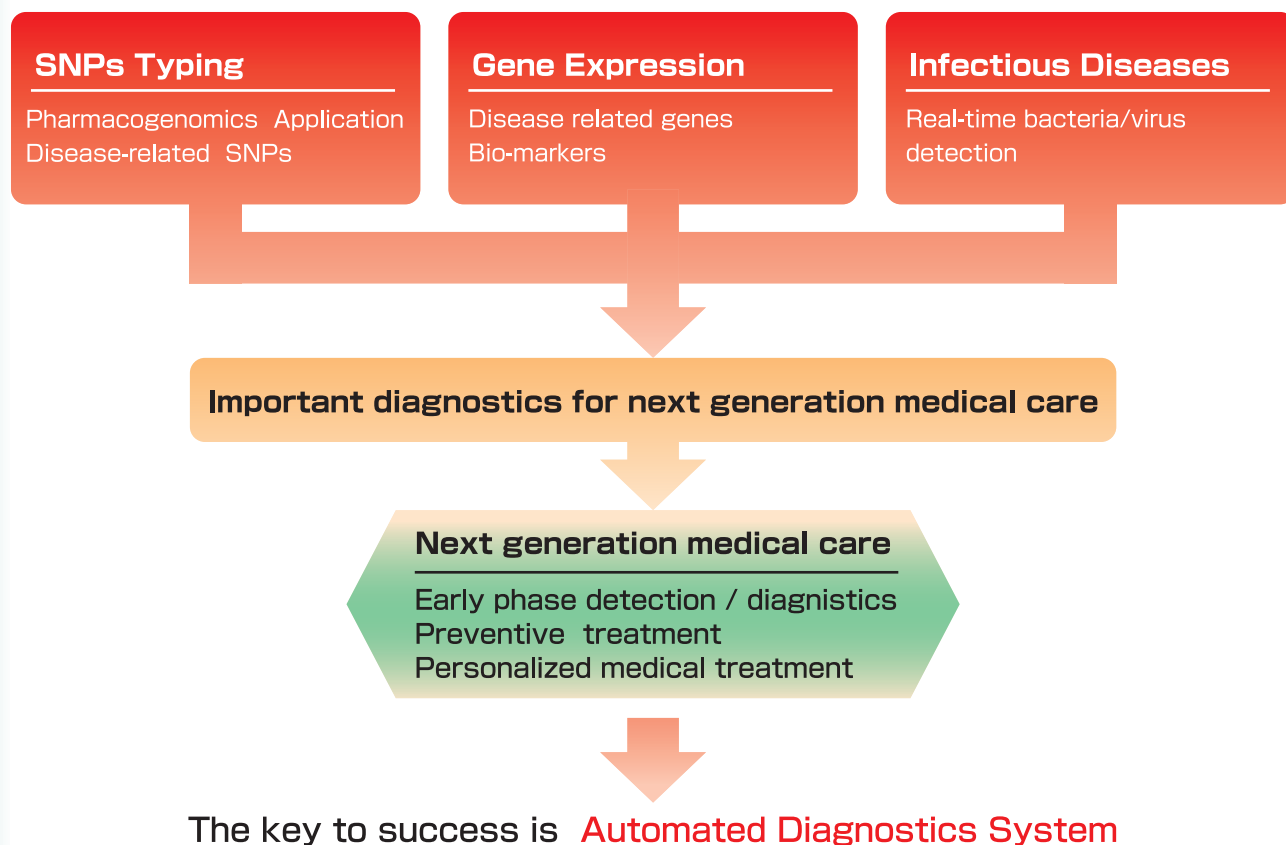 SNPs Typing
Pharmacogenomics Application
Disease-related SNPs
Gene Expression
Disease related genes
Bio-markers
Infectious Diseases
Real-time bacteria/virus
detection
Important diagnostics for next generation medical care
Next generation medical care
Early phase detection / diagnistics
Preventive treatment
Personalized medical treatment
The key to success is Automated Diagnostics System